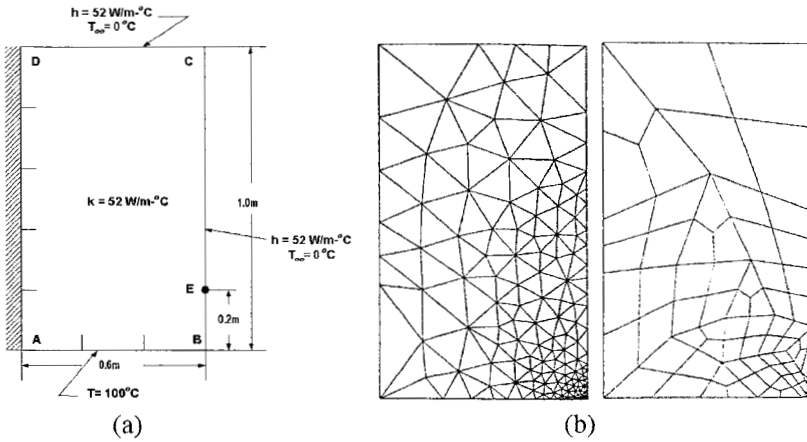 h = 52 W/m-°C
T∞ = 0°C
D
C
k = 52 W/m-°C
1.0m
h = 52 W/m-°C
T∞ = 0°C
E
0.2m
A
B
0.6m
T= 100°C
(a)
(b)